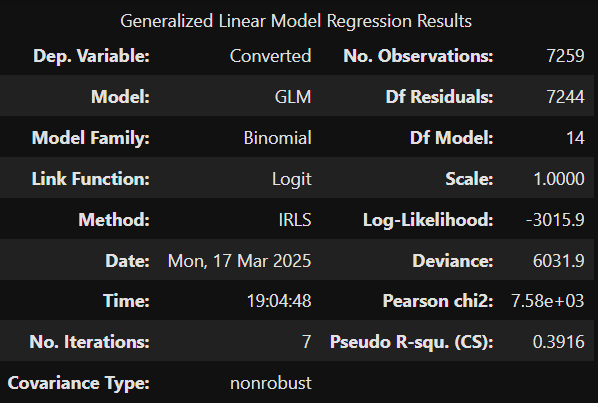 Generalized Linear Model Regression Results
Dep. Variable: Converted No. Observations: 7259
Model: GLM Df Residuals: 7244
Model Family: Binomial Df Model: 14
Link Function: Logit Scale: 1.0000
Method: IRLS Log-Likelihood: -3015.9
Date: Mon, 17 Mar 2025 Deviance: 6031.9
Time: 19:04:48 Pearson chi2: 7.58e+03
No. Iterations: 7 Pseudo R-squ. (CS): 0.3916
Covariance Type: nonrobust